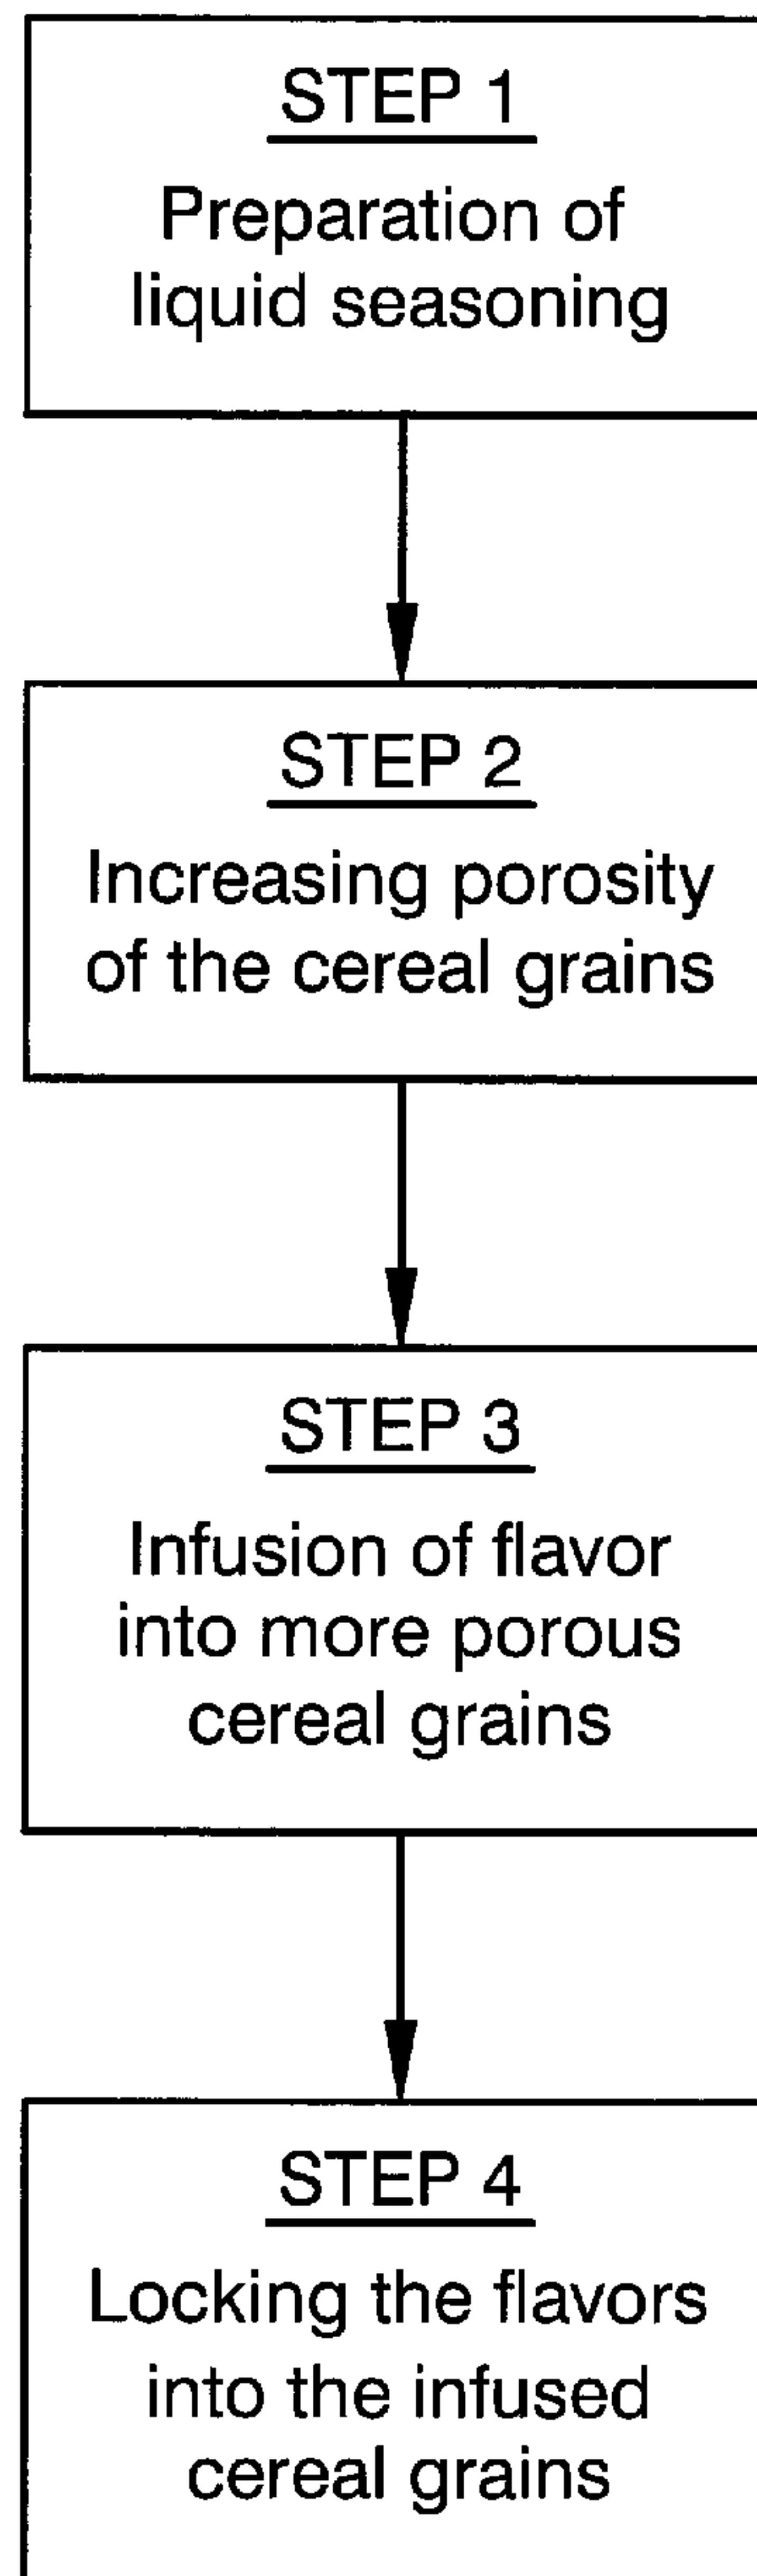 STEP 1
Preparation of
liquid seasoning
STEP 2
Increasing porosity
of the cereal grains
STEP 3
Infusion of flavor
into more porous
cereal grains
STEP 4
Locking the flavors
into the infused
cereal grains